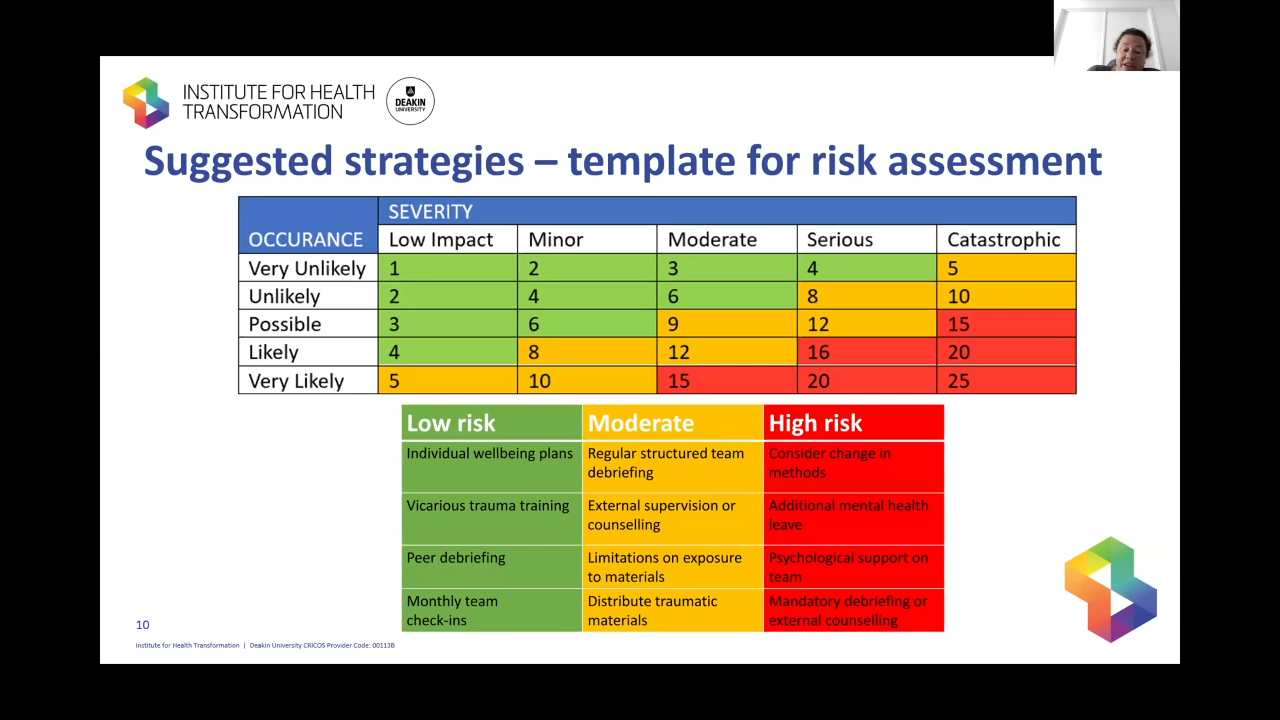 INSTITUTE FOR HEALTH
TRANSFORMATION
DEAKIN
UNIVERSITY
Suggested strategies – template for risk assessment
OCCURANCE
SEVERITY
Low Impact Minor Moderate Serious Catastrophic
Very Unlikely 1 2 3 4 5
Unlikely 2 4 6 8 10
Possible 3 6 9 12 15
Likely 4 8 12 16 20
Very Likely 5 10 15 20 25
Low risk Moderate High risk
Individual wellbeing plans
Regular structured team
debriefing
Consider change in
methods
Vicarious trauma training
External supervision or
counselling
Additional mental health
leave
Peer debriefing
Limitations on exposure
to materials
Psychological support on
team
Monthly team
check-ins
Distribute traumatic
materials
Mandatory debriefing or
external counselling
10
Institute for Health Transformation | Deakin University CRICOS Provider Code: 00113B